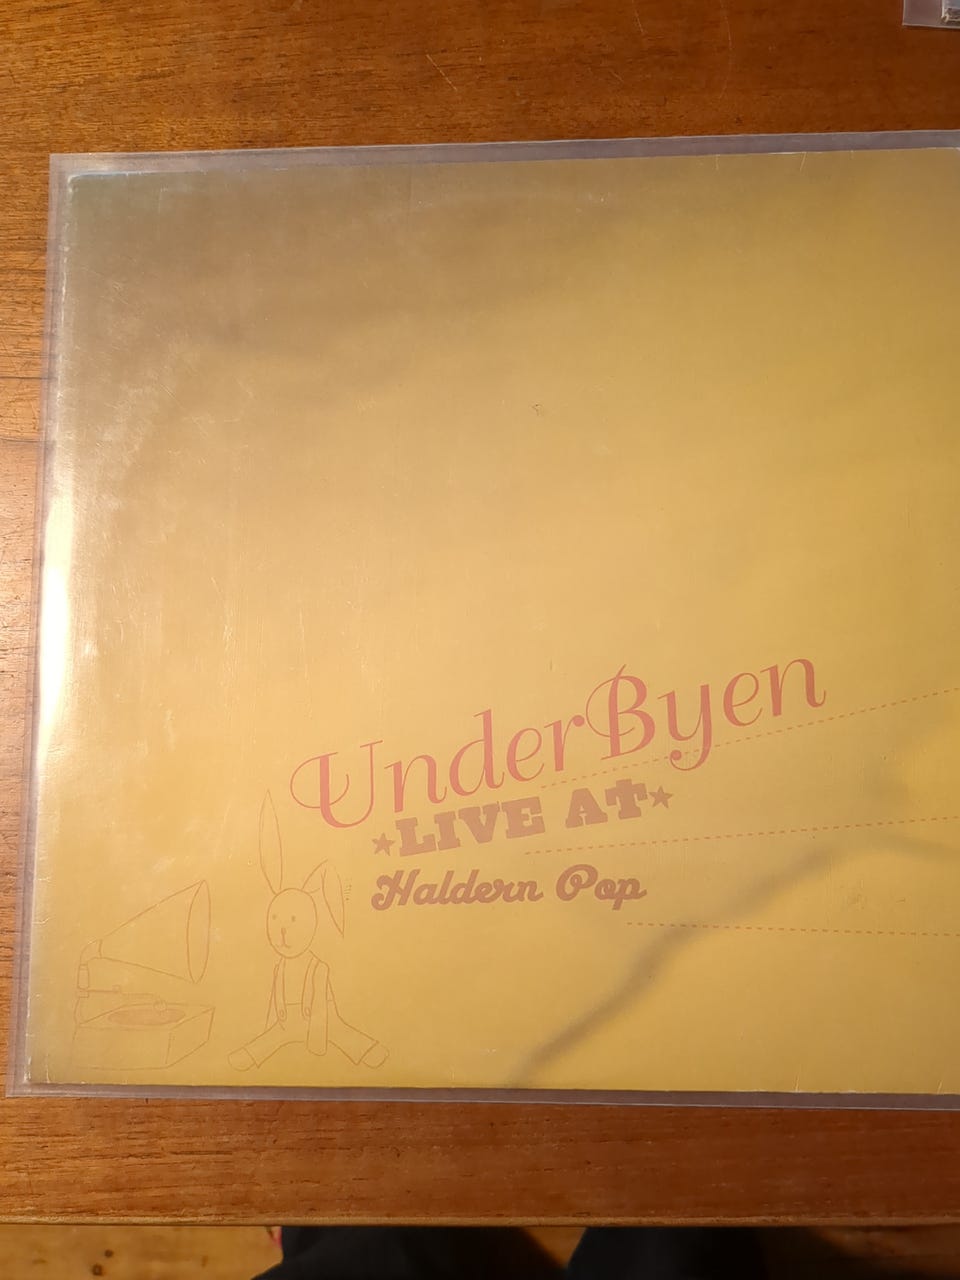 UnderByen
★LIVE AT★
Haldern Pop